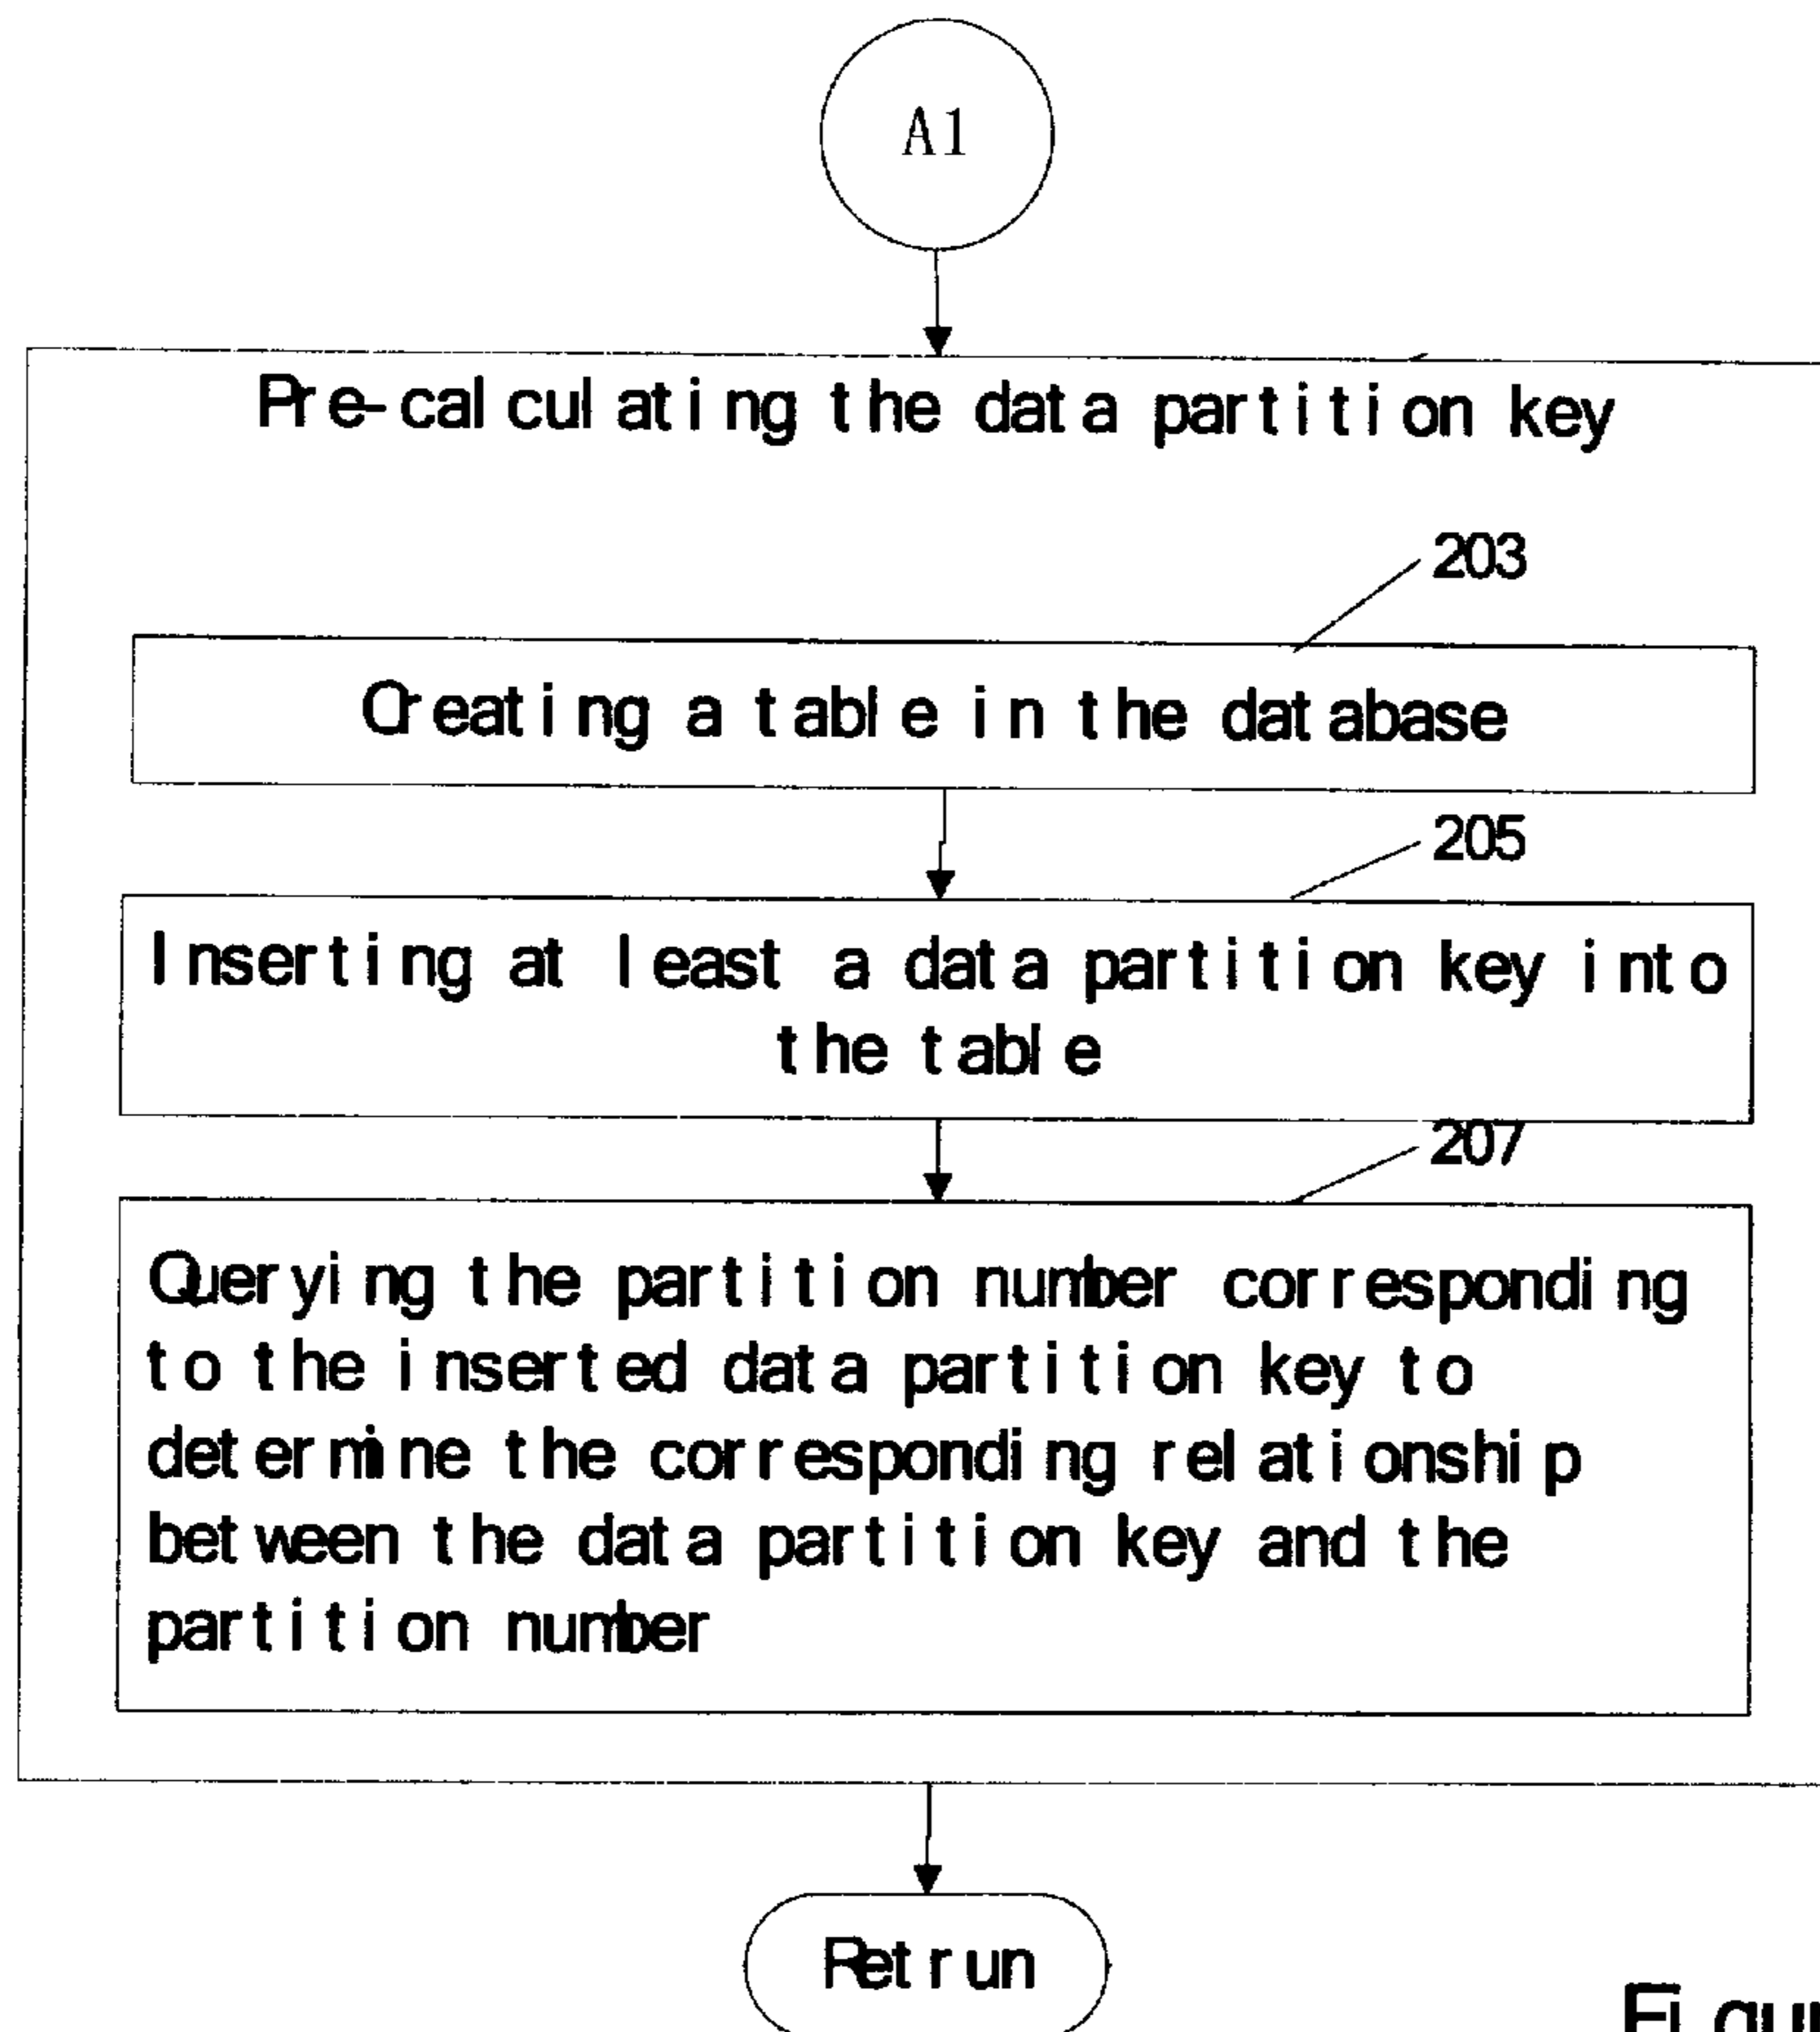 A1
Pre-calculating the data partition key
203
Creating a table in the database
205
Inserting at least a data partition key into
the table
207
Querying the partition number corresponding
to the inserted data partition key to
determine the corresponding relationship
between the data partition key and the
partition number
Retrun